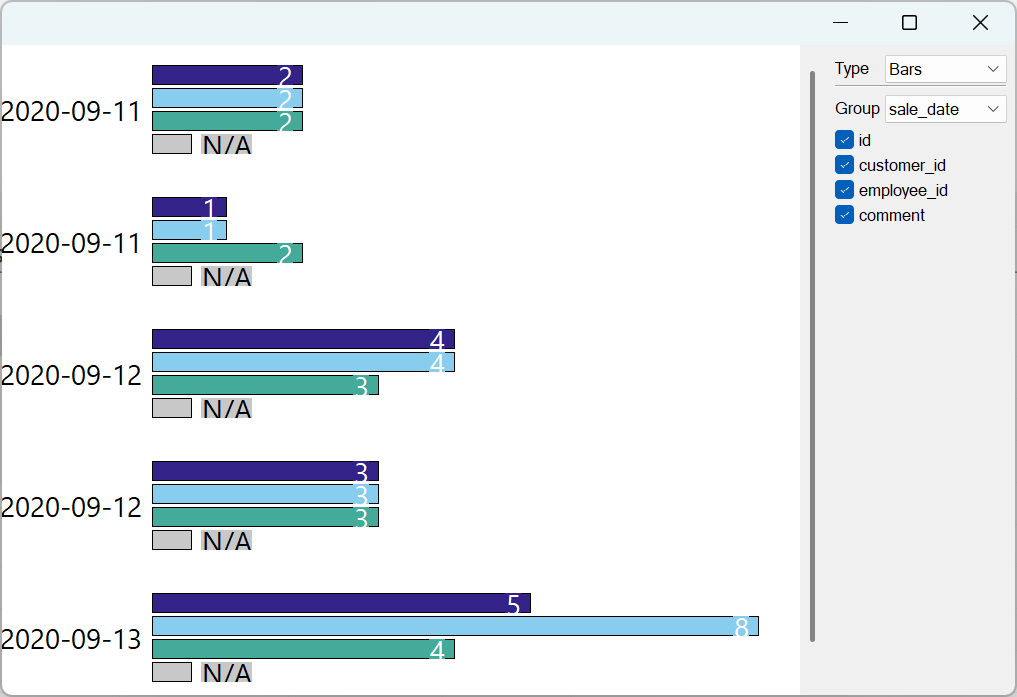 2020-09-11
2
2
2
N/A
2020-09-11
1
1
2
N/A
2020-09-12
4
4
3
N/A
2020-09-12
3
3
3
N/A
2020-09-13
5
8
4
N/A
Type Bars
Group sale_date
id
customer_id
employee_id
comment